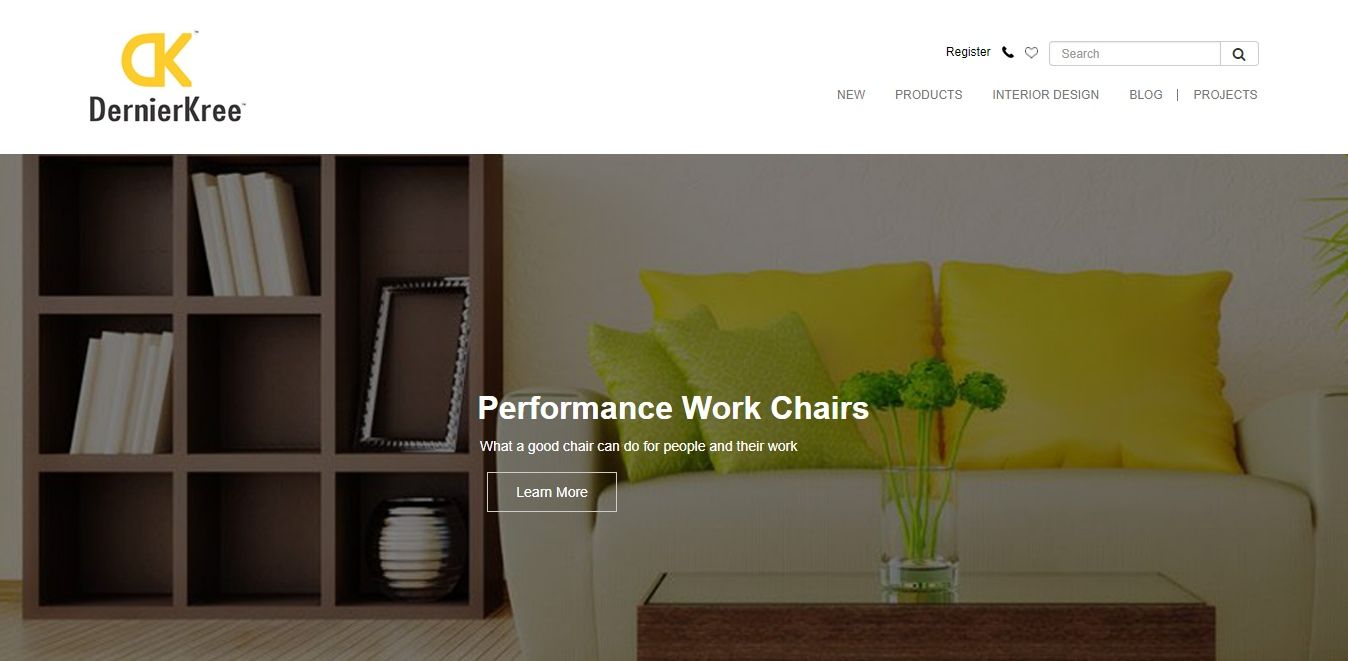 DK™
DernierKree™
Register
Search
NEW PRODUCTS INTERIOR DESIGN BLOG | PROJECTS
Performance Work Chairs
What a good chair can do for people and their work
Learn More